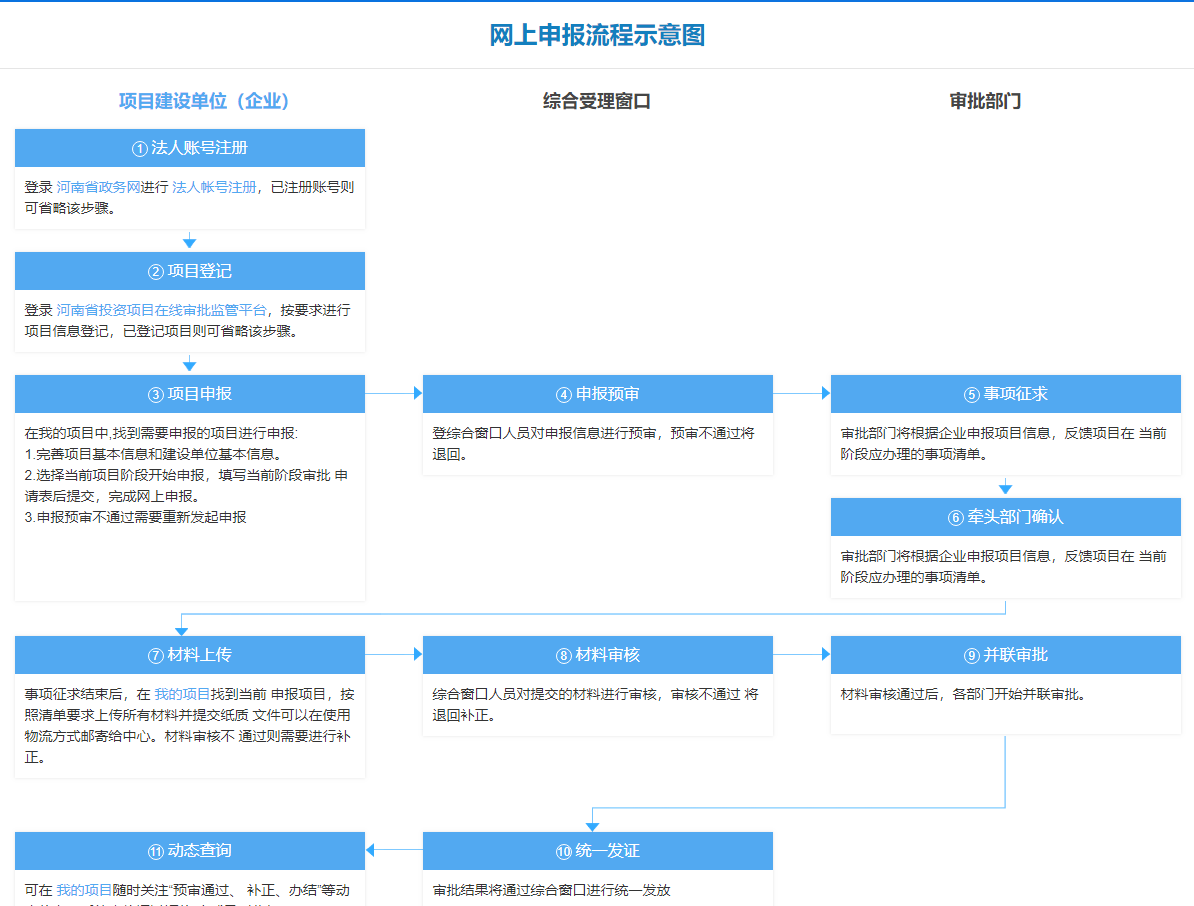 网上申报流程示意图
项目建设单位（企业）
综合受理窗口
审批部门
① 法人账号注册
登录 河南省政务网进行 法人帐号注册，已注册账号则
可省略该步骤。
② 项目登记
登录 河南省投资项目在线审批监管平台，按要求进行
项目信息登记，已登记项目则可省略该步骤。
③ 项目申报
在我的项目中,找到需要申报的项目进行申报:
1.完善项目基本信息和建设单位基本信息。
2.选择当前项目阶段开始申报，填写当前阶段审批 申
请表后提交，完成网上申报。
3.申报预审不通过需要重新发起申报
④ 申报预审
登综合窗口人员对申报信息进行预审，预审不通过将
退回。
⑤ 事项征求
审批部门将根据企业申报项目信息，反馈项目在 当前
阶段应办理的事项清单。
⑥ 牵头部门确认
审批部门将根据企业申报项目信息，反馈项目在 当前
阶段应办理的事项清单。
⑦ 材料上传
事项征求结束后，在 我的项目找到当前 申报项目，按
照清单要求上传所有材料并提交纸质 文件可以在使用
物流方式邮寄给中心。材料审核不 通过则需要进行补
正。
⑧ 材料审核
综合窗口人员对提交的材料进行审核，审核不通过 将
退回补正。
⑨ 并联审批
材料审核通过后，各部门开始并联审批。
⑪ 动态查询
可在 我的项目随时关注“预审通过、 补正、办结”等动
⑩ 统一发证
审批结果将通过综合窗口进行统一发放